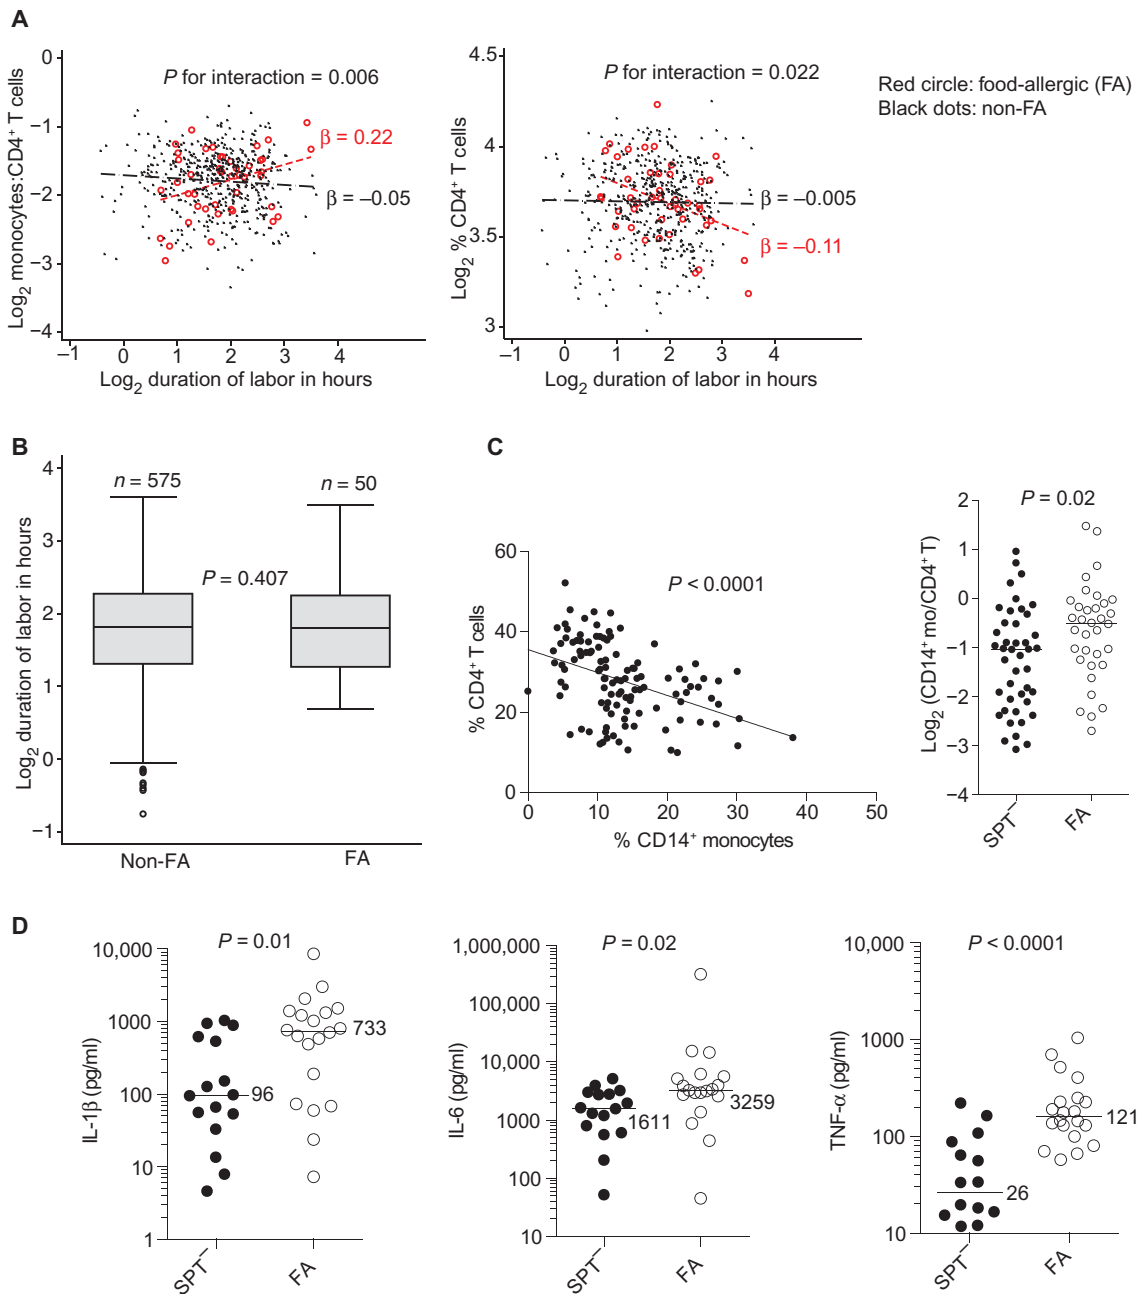 A
P for interaction = 0.006
β = 0.22
β = –0.05
Log2 monocytes:CD4+ T cells
0
–1
–2
–3
–4
–1 0 1 2 3 4
Log2 duration of labor in hours
P for interaction = 0.022
β = –0.005
β = –0.11
Log2 % CD4+ T cells
4.5
4
3.5
3
–1 0 1 2 3 4
Log2 duration of labor in hours
Red circle: food-allergic (FA)
Black dots: non-FA
B
Log2 duration of labor in hours
4
3
2
1
0
–1
n = 575
n = 50
P = 0.407
Non-FA
FA
C
% CD4+ T cells
60
40
20
0
P < 0.0001
0 10 20 30 40 50
% CD14+ monocytes
Log2 (CD14+ mo/CD4+ T)
2
1
0
–1
–2
–3
–4
P = 0.02
SPT–
FA
D
IL-1β (pg/ml)
10,000
1000
100
10
1
P = 0.01
96
733
SPT–
FA
IL-6 (pg/ml)
1,000,000
100,000
10,000
1000
100
10
P = 0.02
1611
3259
SPT–
FA
TNF-α (pg/ml)
10,000
1000
100
10
P < 0.0001
26
121
SPT–
FA